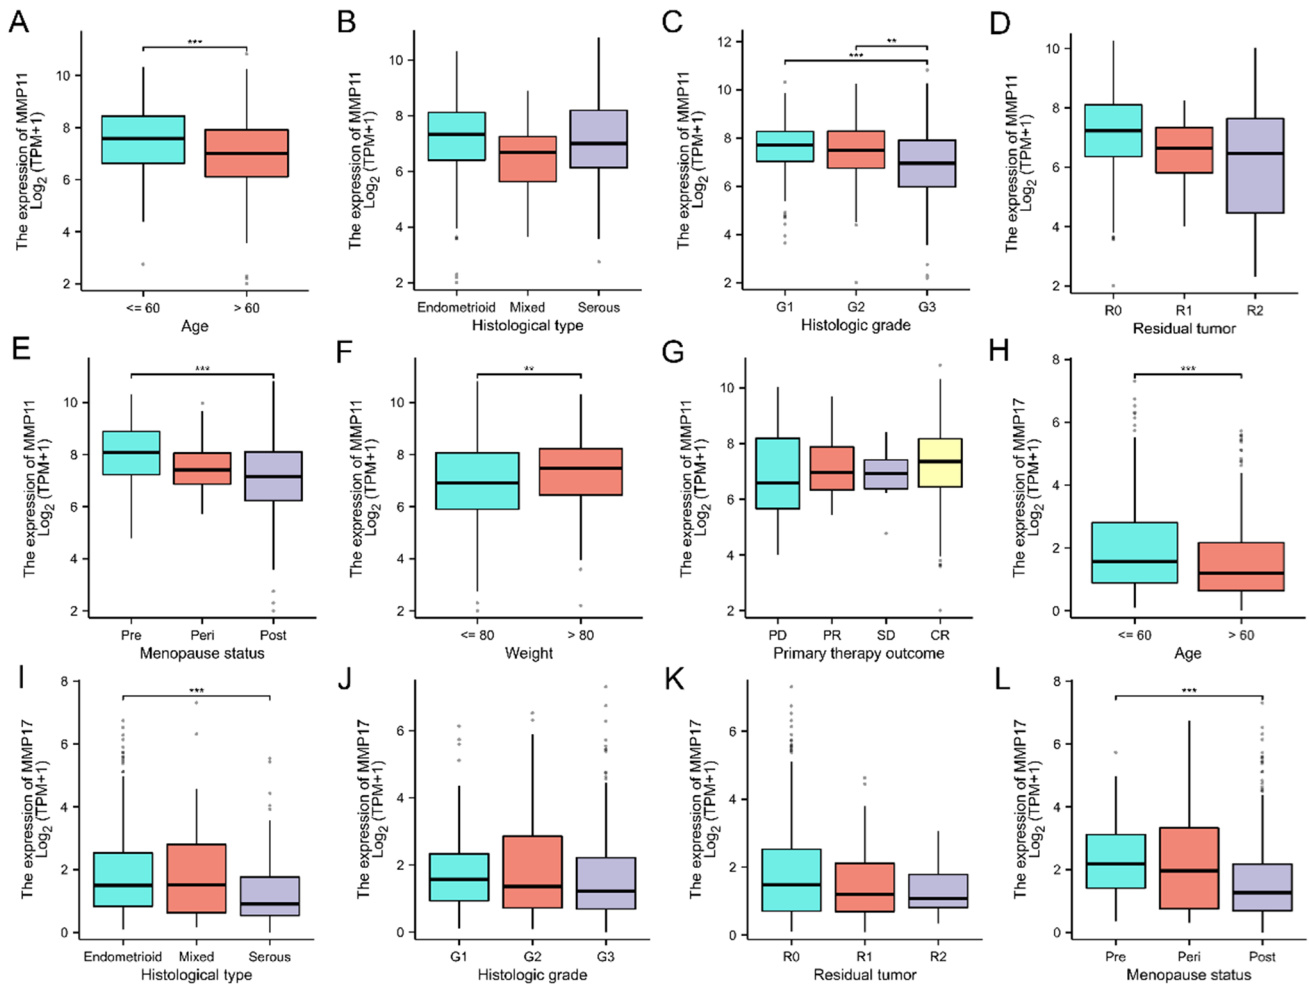 A
The expression of MMP11
Log2 (TPM+1)
10
8
6
4
2
***
<= 60
> 60
Age
B
The expression of MMP11
Log2 (TPM+1)
10
8
6
4
2
Endometrioid
Mixed
Serous
Histological type
C
The expression of MMP11
Log2 (TPM+1)
12
10
8
6
4
2
**
***
G1
G2
G3
Histologic grade
D
The expression of MMP11
Log2 (TPM+1)
10
8
6
4
2
R0
R1
R2
Residual tumor
E
The expression of MMP11
Log2 (TPM+1)
10
8
6
4
2
***
Pre
Peri
Post
Menopause status
F
The expression of MMP11
Log2 (TPM+1)
10
8
6
4
2
**
<= 80
> 80
Weight
G
The expression of MMP11
Log2 (TPM+1)
10
8
6
4
2
PD
PR
SD
CR
Primary therapy outcome
H
The expression of MMP17
Log2 (TPM+1)
8
6
4
2
0
***
<= 60
> 60
Age
I
The expression of MMP17
Log2 (TPM+1)
8
6
4
2
0
***
Endometrioid
Mixed
Serous
Histological type
J
The expression of MMP17
Log2 (TPM+1)
6
4
2
0
G1
G2
G3
Histologic grade
K
The expression of MMP17
Log2 (TPM+1)
6
4
2
0
R0
R1
R2
Residual tumor
L
The expression of MMP17
Log2 (TPM+1)
8
6
4
2
0
***
Pre
Peri
Post
Menopause status